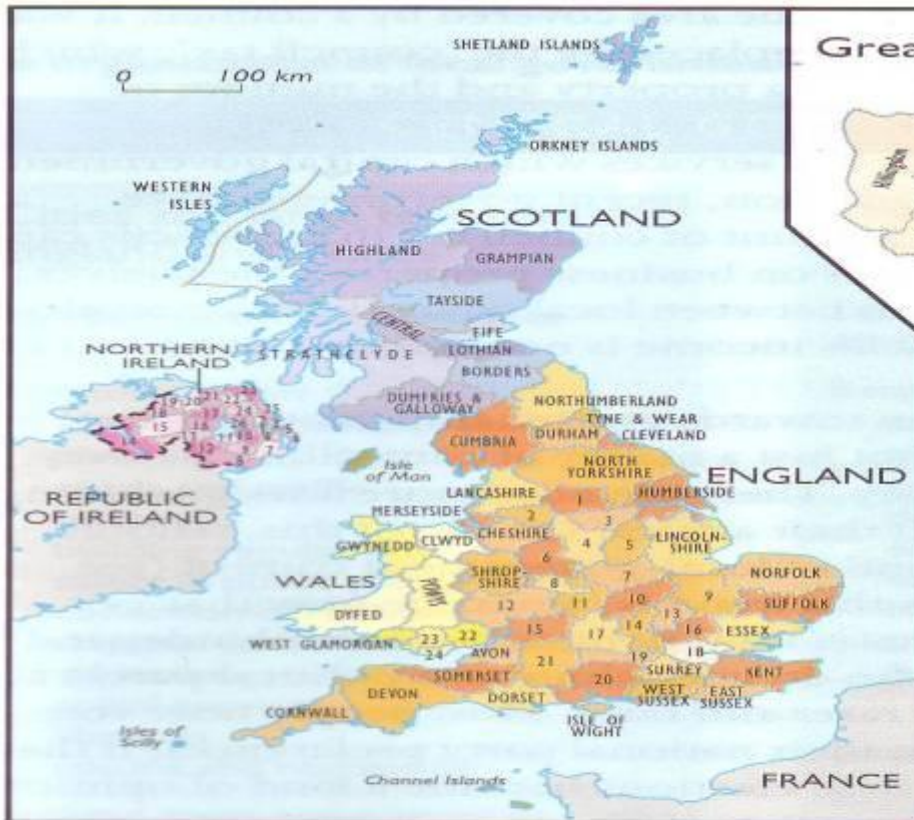 SHETLAND ISLANDS
0 100 km
Grea
ORKNEY ISLANDS
Hillingdon
WESTERN
ISLES
SCOTLAND
HIGHLAND
GRAMPIAN
TAYSIDE
CENTRAL
FIFE
NORTHERN
IRELAND
STRATHCLYDE
LOTHIAN
BORDERS
DUMFRIES &
GALLOWAY
NORTHUMBERLAND
TYNE & WEAR
CUMBRIA
DURHAM
CLEVELAND
Isle
of Man
NORTH
YORKSHIRE
ENGLAND
REPUBLIC
OF IRELAND
LANCASHIRE
1
HUMBERSIDE
MERSEYSIDE
2
3
CHESHIRE
4
5
LINCOLN-
SHIRE
GWYNEDD
CLWYD
6
WALES
POWYS
SHROP-
SHIRE
8
7
NORFOLK
9
DYFED
12
11
10
13
SUFFOLK
WEST GLAMORGAN
23
22
15
17
14
16
ESSEX
24
AVON
21
19
18
SURREY
KENT
SOMERSET
20
WEST
SUSSEX
EAST
SUSSEX
DEVON
DORSET
CORNWALL
ISLE OF
WIGHT
Isles of
Scilly
Channel Islands
FRANCE